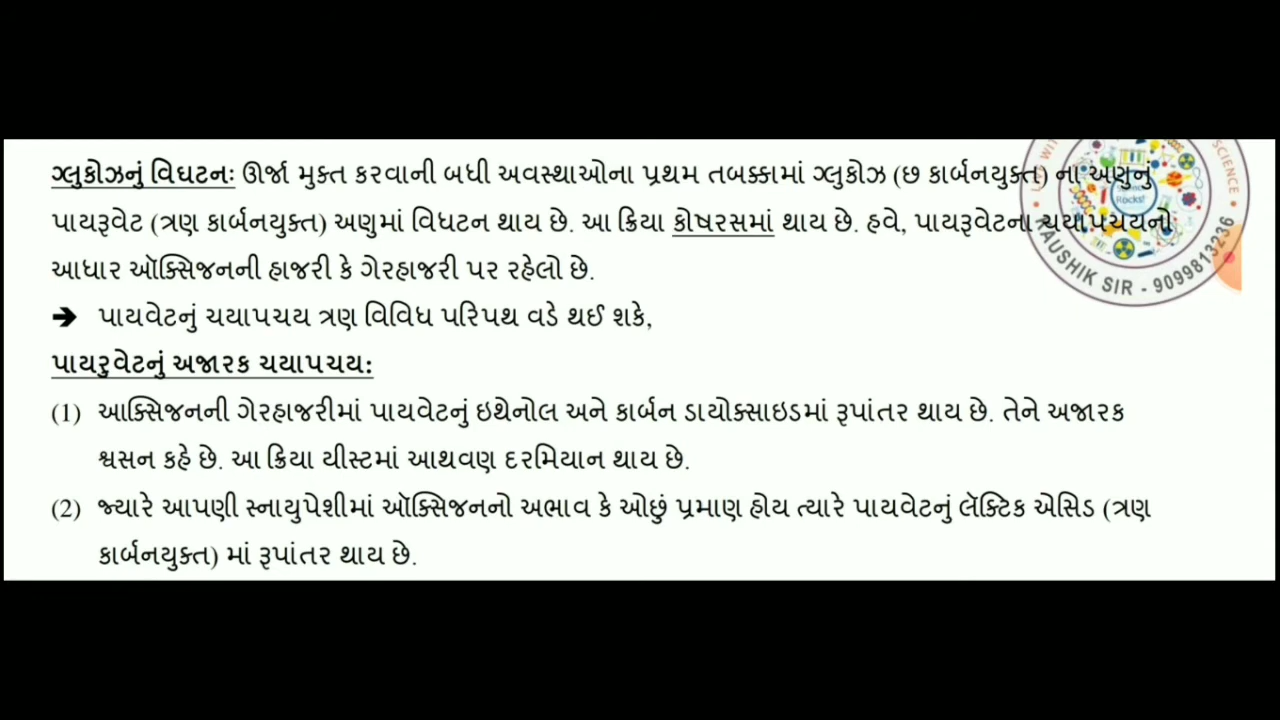 ગ્લુકોઝનું વિઘટનઃ ઊર્જા મુક્ત કરવાની બધી અવસ્થાઓના પ્રથમ તબક્કામાં ગ્લુકોઝ (છ કાર્બનયુક્ત) ના અણુનું
પાયરૂવેટ (ત્રણ કાર્બનયુક્ત) અણુમાં વિઘટન થાય છે. આ ક્રિયા કોષરસમાં થાય છે. હવે, પાયરૂવેટના ચયાપચયનો
આધાર ઑક્સિજનની હાજરી કે ગેરહાજરી પર રહેલો છે.
➔ પાયવેટનું ચયાપચય ત્રણ વિવિધ પરિપથ વડે થઈ શકે,
પાયરુવેટનું અજારક ચયાપચય:
(1) આક્સિજનની ગેરહાજરીમાં પાયવેટનું ઇથેનોલ અને કાર્બન ડાયોક્સાઇડમાં રૂપાંતર થાય છે. તેને અજારક
શ્વસન કહે છે. આ ક્રિયા યીસ્ટમાં આથવણ દરમિયાન થાય છે.
(2) જ્યારે આપણી સ્નાયુપેશીમાં ઑક્સિજનનો અભાવ કે ઓછું પ્રમાણ હોય ત્યારે પાયવેટનું લૅક્ટિક એસિડ (ત્રણ
કાર્બનયુક્ત) માં રૂપાંતર થાય છે.
SCIENCE
Rocks!
KAUSHIK SIR - 9099813236